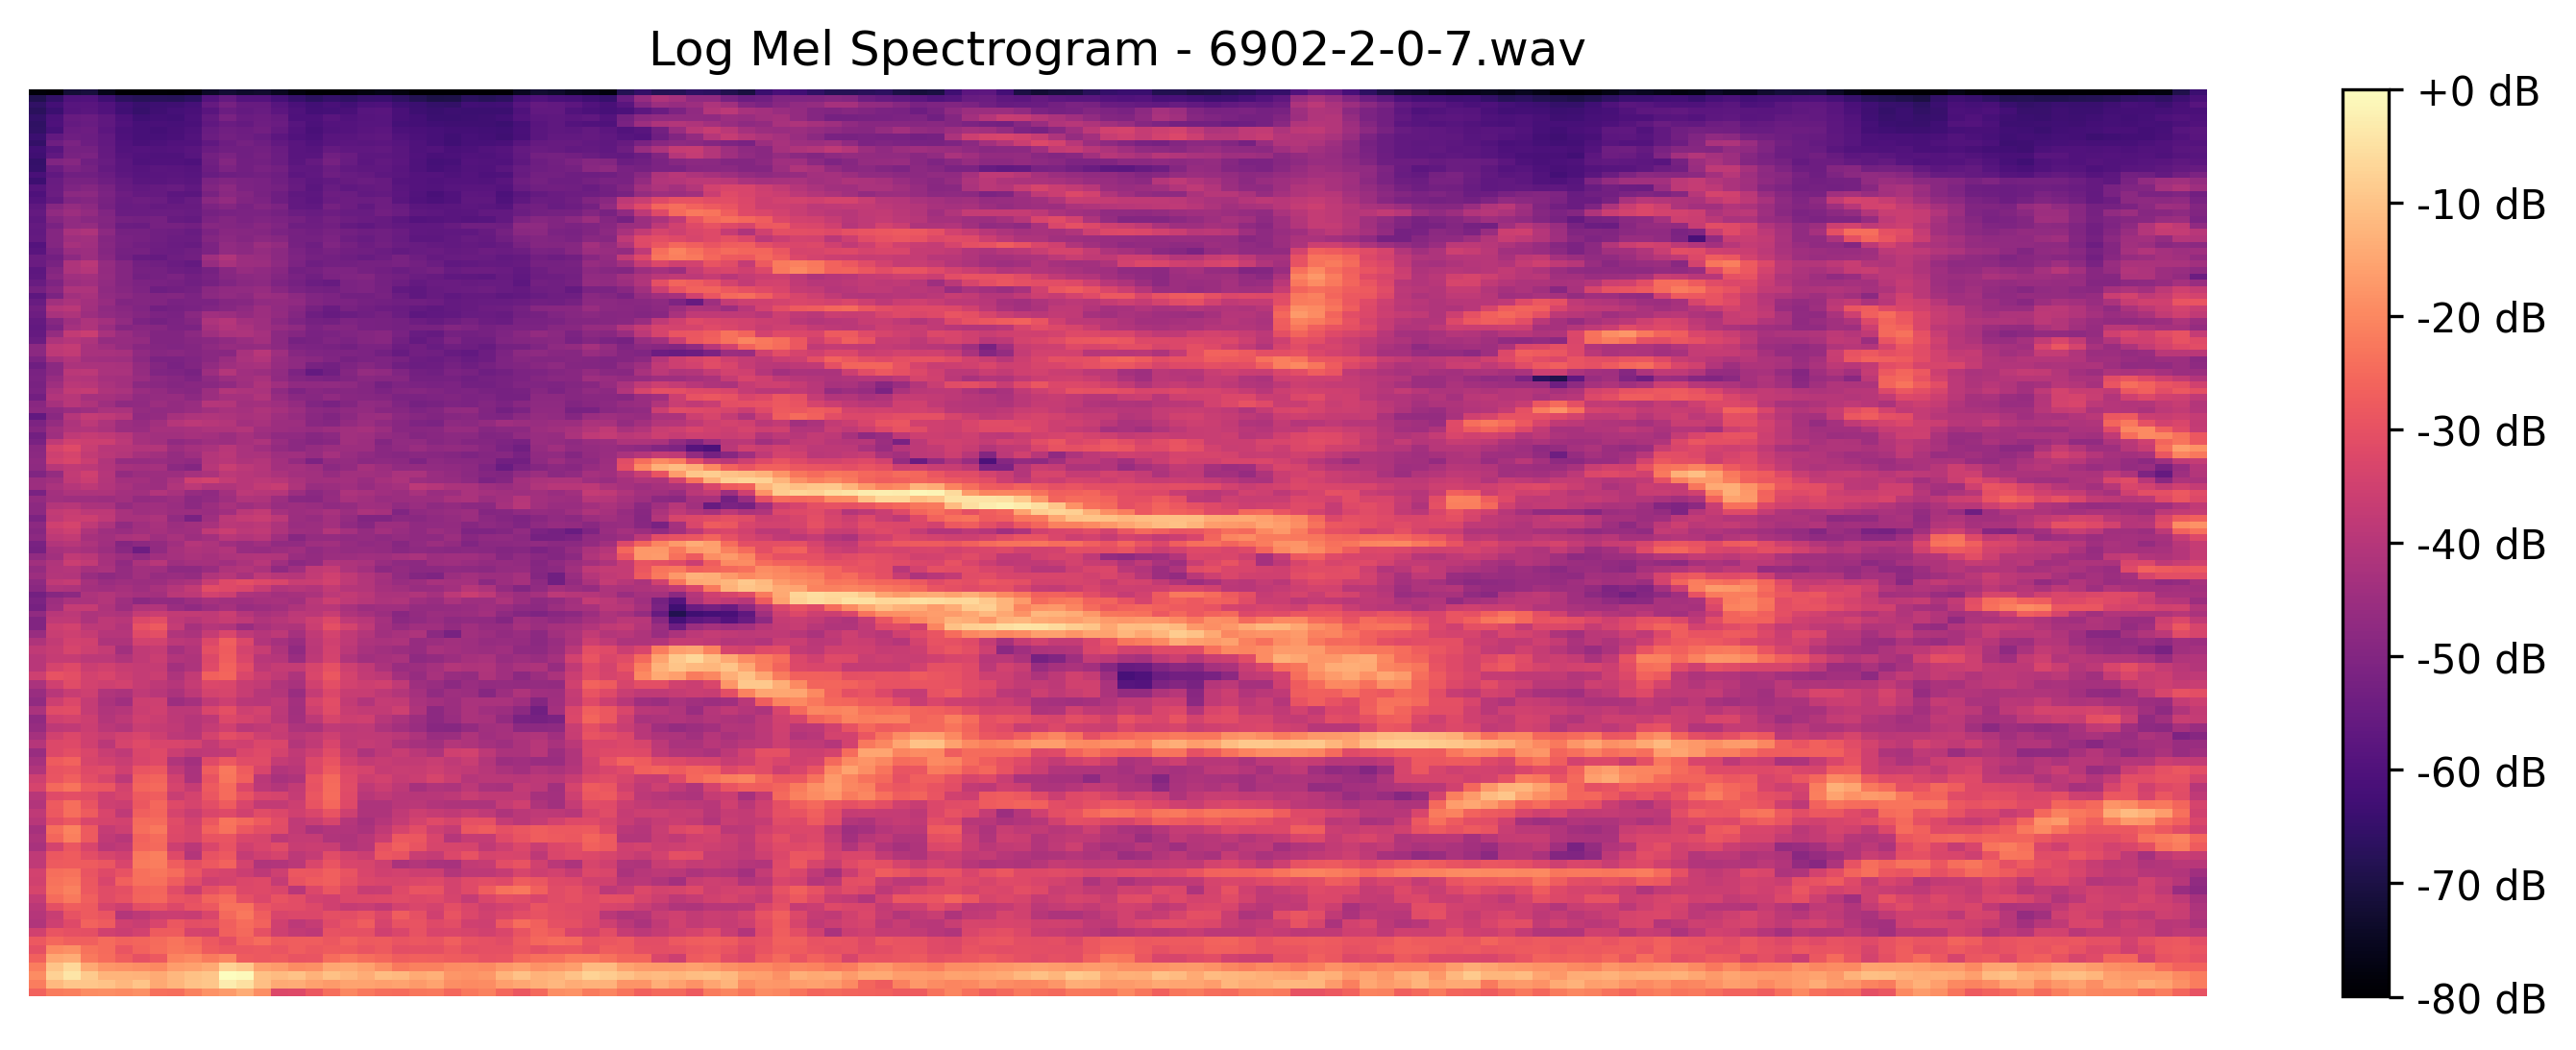 Log Mel Spectrogram - 6902-2-0-7.wav
+0 dB
-10 dB
-20 dB
-30 dB
-40 dB
-50 dB
-60 dB
-70 dB
-80 dB